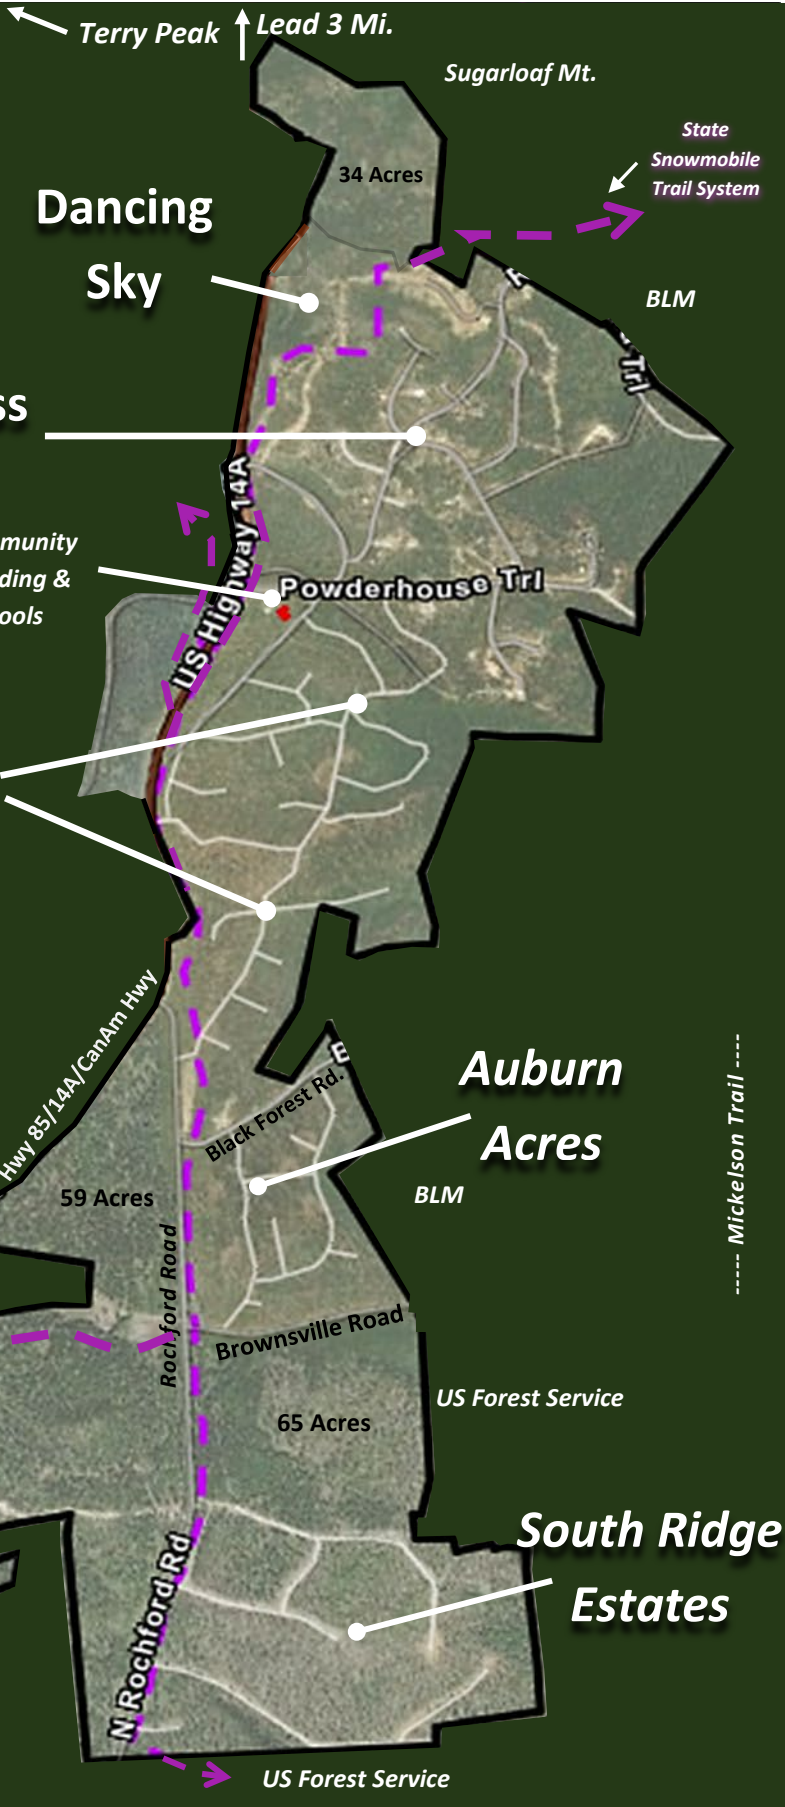 Terry Peak
Lead 3 Mi.
Sugarloaf Mt.
State
Snowmobile
Trail System
34 Acres
Dancing
Sky
BLM
Trl
ss
US Highway 14A
munity
ding &
ools
Powderhouse Trl
Hwy 85/14A/CanAm Hwy
E
Black Forest Rd.
Auburn
Acres
59 Acres
BLM
----- Mickelson Trail ----
Rochford Road
Brownsville Road
65 Acres
US Forest Service
South Ridge
Estates
N Rochford Rd
US Forest Service